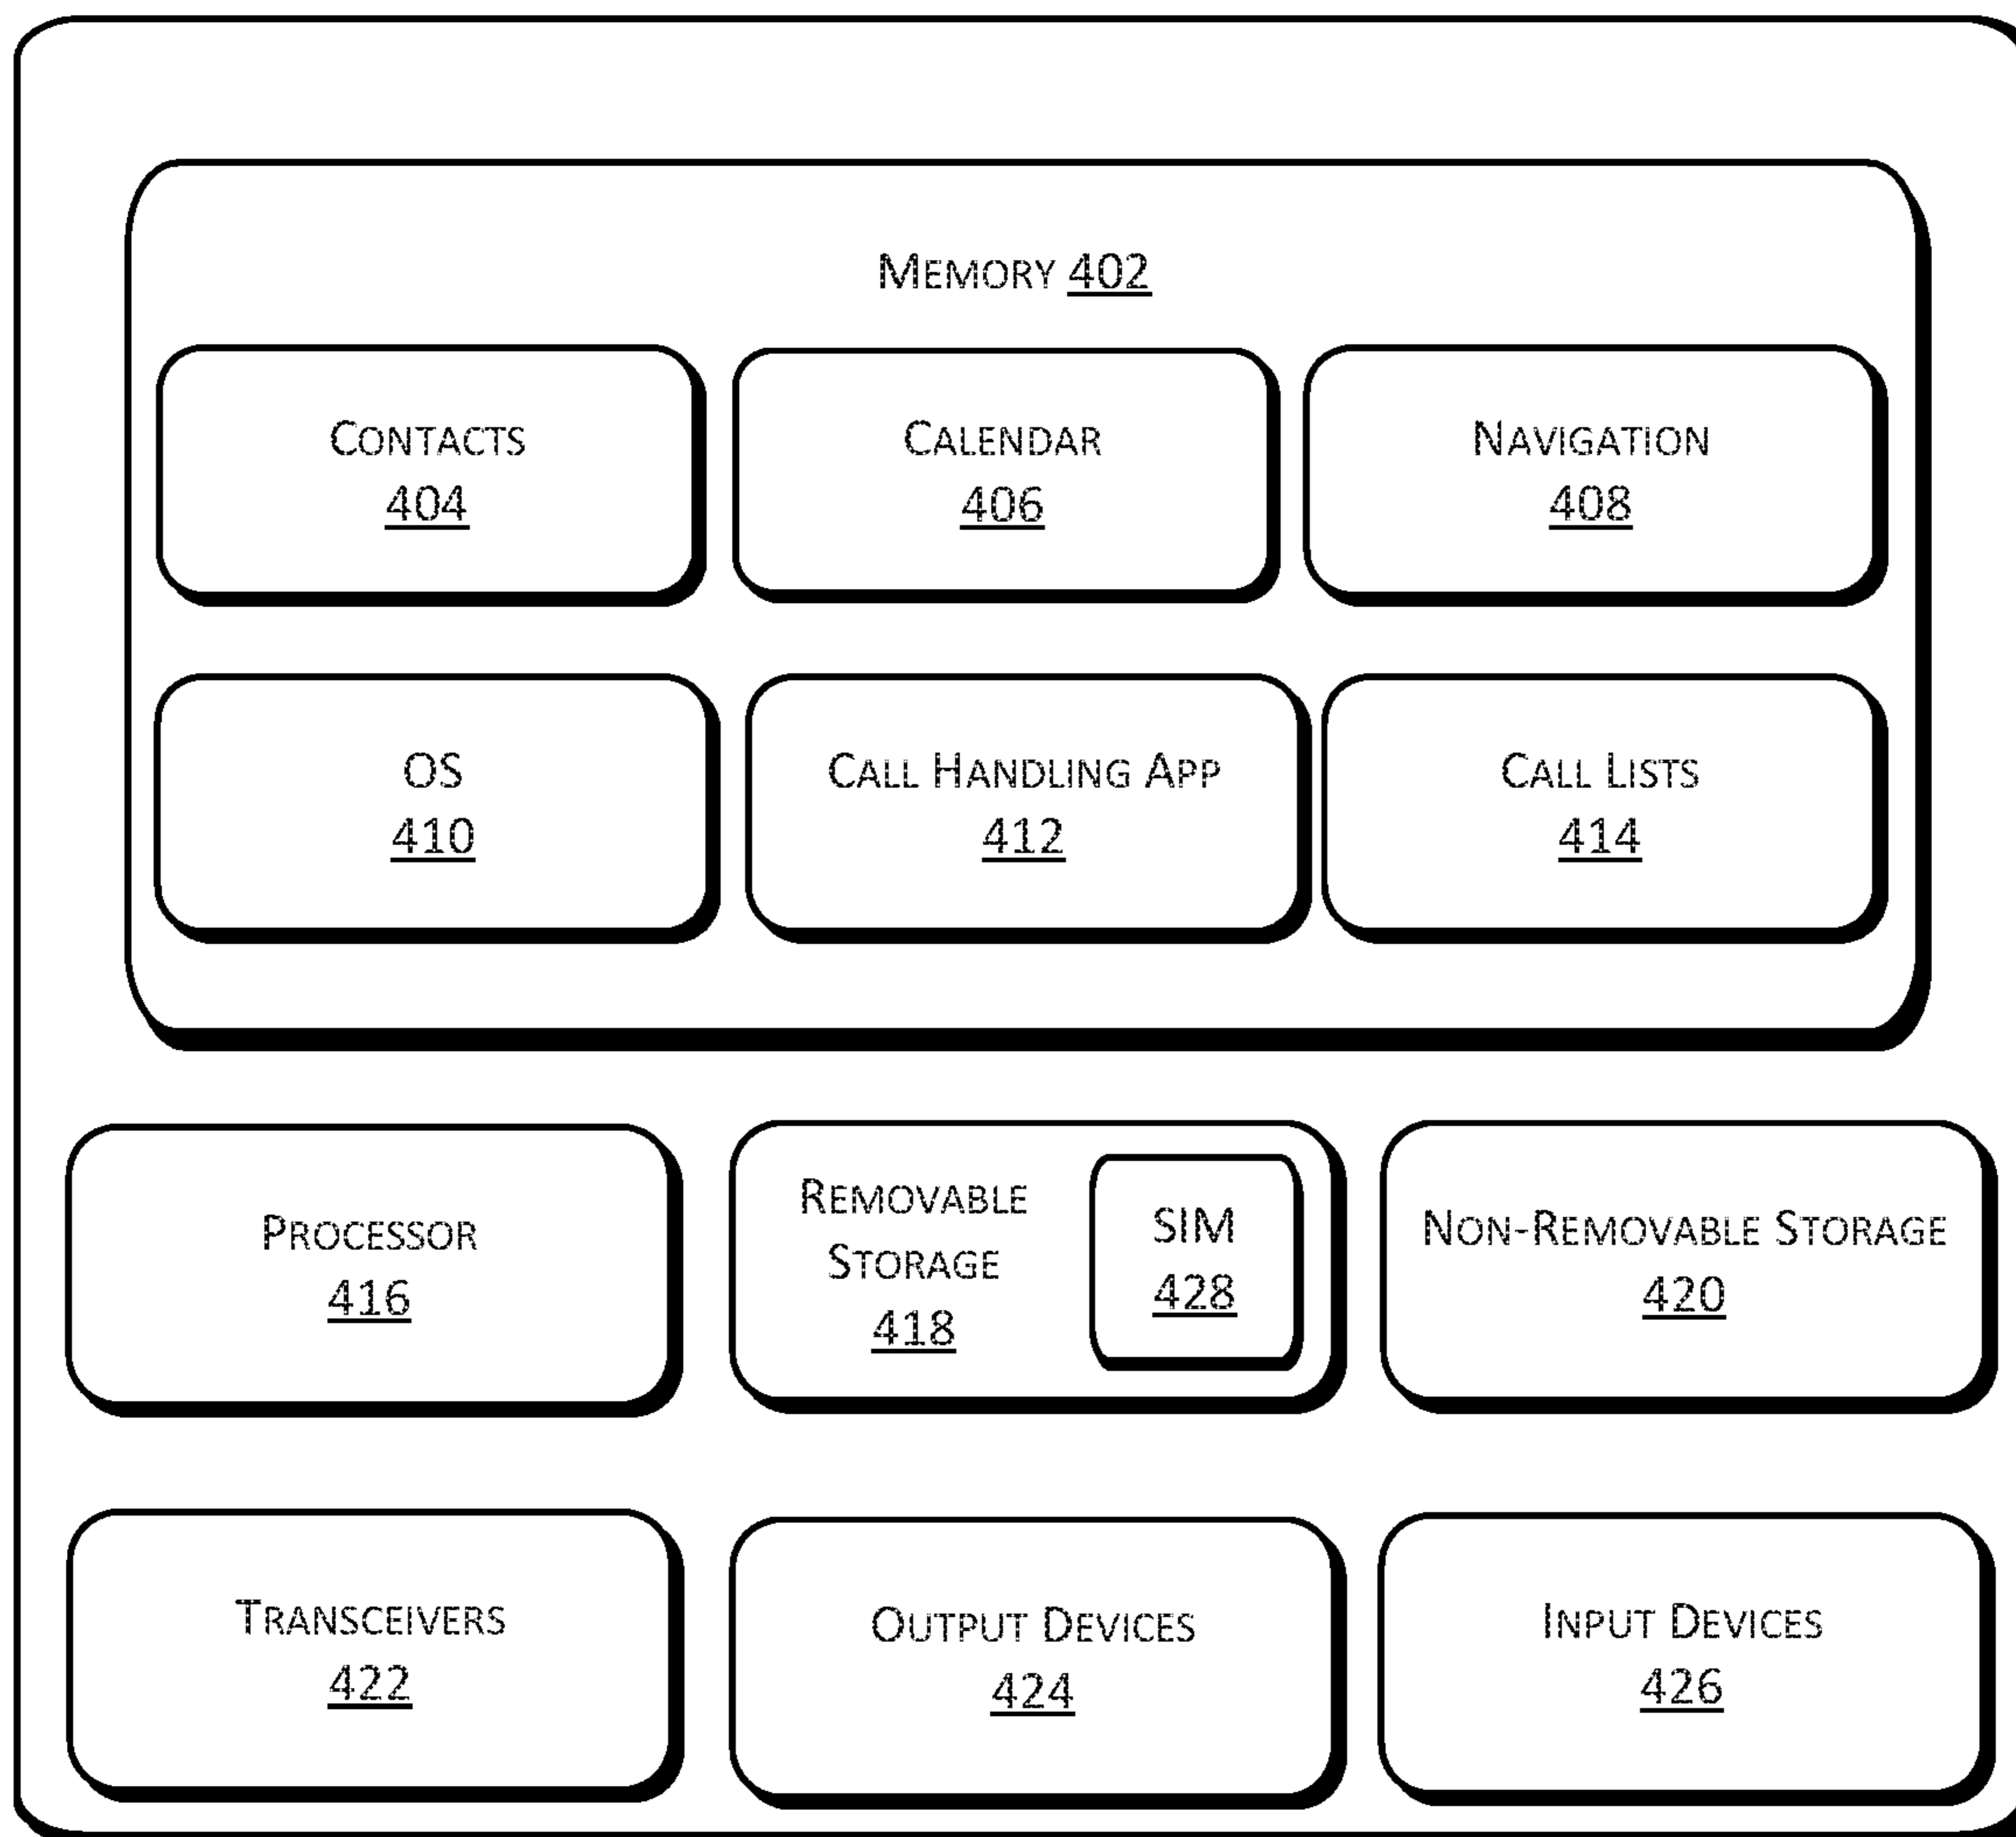 MEMORY 402
CONTACTS
404
CALENDAR
406
NAVIGATION
408
OS
410
CALL HANDLING APP
412
CALL LISTS
414
PROCESSOR
416
REMOVABLE
STORAGE
418
SIM
428
NON-REMOVABLE STORAGE
420
TRANSCEIVERS
422
OUTPUT DEVICES
424
INPUT DEVICES
426